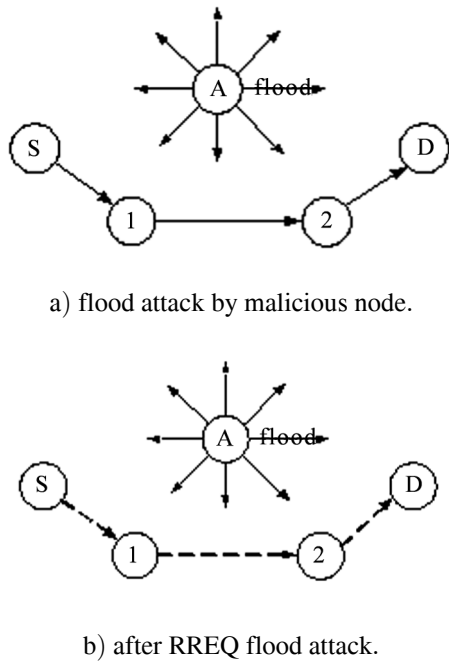 A flood
S
D
1
2
a) flood attack by malicious node.
A flood
S
D
1
2
b) after RREQ flood attack.